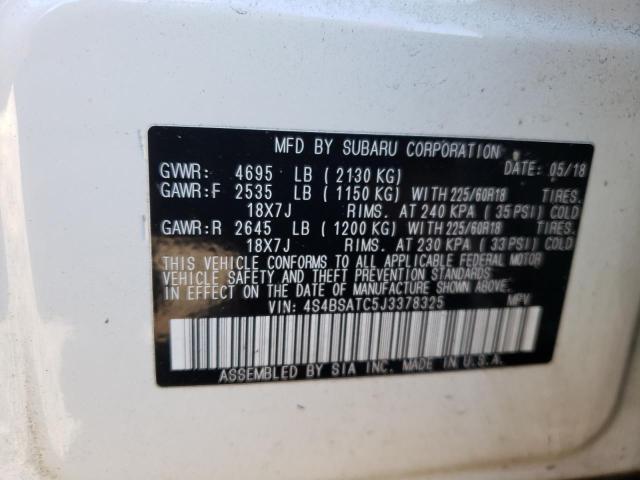 MFD BY SUBARU CORPORATION
GVWR: 4695 LB ( 2130 KG) DATE: 05/18
GAWR:F 2535 LB ( 1150 KG) WITH 225/60R18 TIRES.
18X7J RIMS. AT 240 KPA ( 35 PSI) COLD
GAWR:R 2645 LB ( 1200 KG) WITH 225/60R18 TIRES.
18X7J RIMS. AT 230 KPA ( 33 PSI) COLD
THIS VEHICLE CONFORMS TO ALL APPLICABLE FEDERAL MOTOR
VEHICLE SAFETY AND THEFT PREVENTION STANDARDS
IN EFFECT ON THE DATE OF MANUFACTURE SHOWN ABOVE.
VIN: 4S4BSATC5J3378325 MPV
ASSEMBLED BY SIA INC. MADE IN U.S.A.